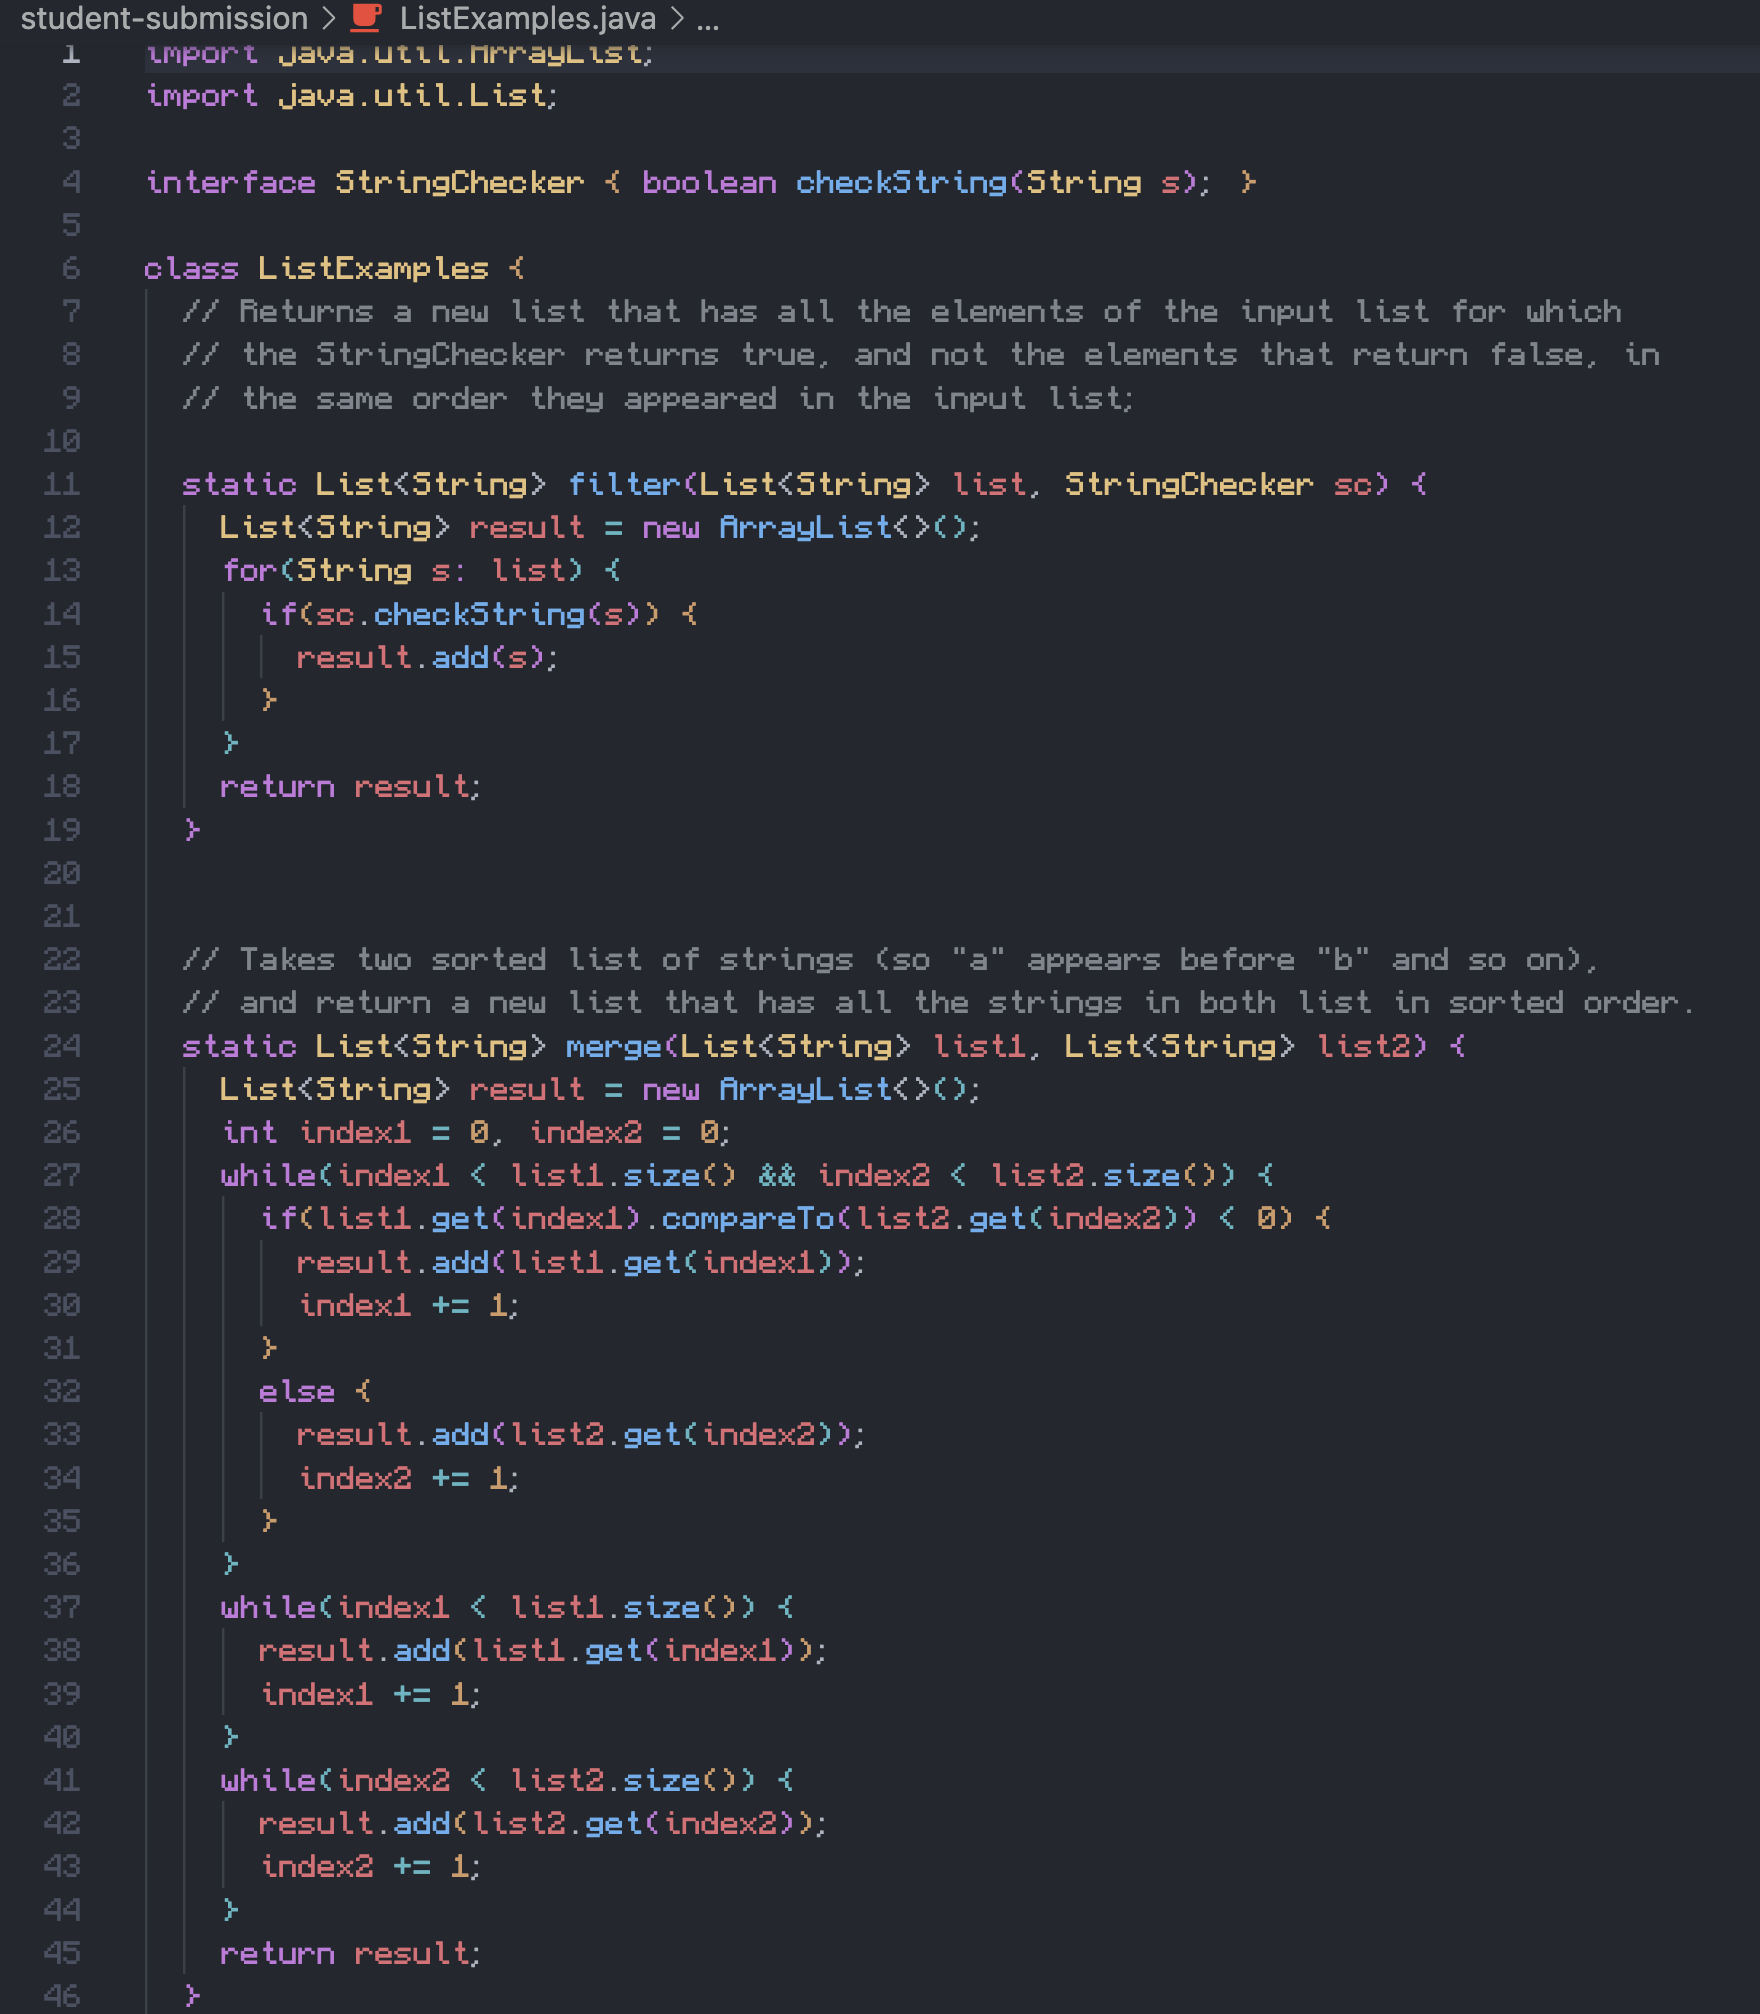 student-submission > ListExamples.java > ...
1 import java.util.ArrayList;
2 import java.util.List;
3
4 interface StringChecker { boolean checkString(String s); }
5
6 class ListExamples {
7 // Returns a new list that has all the elements of the input list for which
8 // the StringChecker returns true, and not the elements that return false, in
9 // the same order they appeared in the input list;
10
11 static List<String> filter(List<String> list, StringChecker sc) {
12 List<String> result = new ArrayList<>();
13 for(String s: list) {
14 if(sc.checkString(s)) {
15 result.add(s);
16 }
17 }
18 return result;
19 }
20
21
22 // Takes two sorted list of strings (so "a" appears before "b" and so on),
23 // and return a new list that has all the strings in both list in sorted order.
24 static List<String> merge(List<String> list1, List<String> list2) {
25 List<String> result = new ArrayList<>();
26 int index1 = 0, index2 = 0;
27 while(index1 < list1.size() && index2 < list2.size()) {
28 if(list1.get(index1).compareTo(list2.get(index2)) < 0) {
29 result.add(list1.get(index1));
30 index1 += 1;
31 }
32 else {
33 result.add(list2.get(index2));
34 index2 += 1;
35 }
36 }
37 while(index1 < list1.size()) {
38 result.add(list1.get(index1));
39 index1 += 1;
40 }
41 while(index2 < list2.size()) {
42 result.add(list2.get(index2));
43 index2 += 1;
44 }
45 return result;
46 }